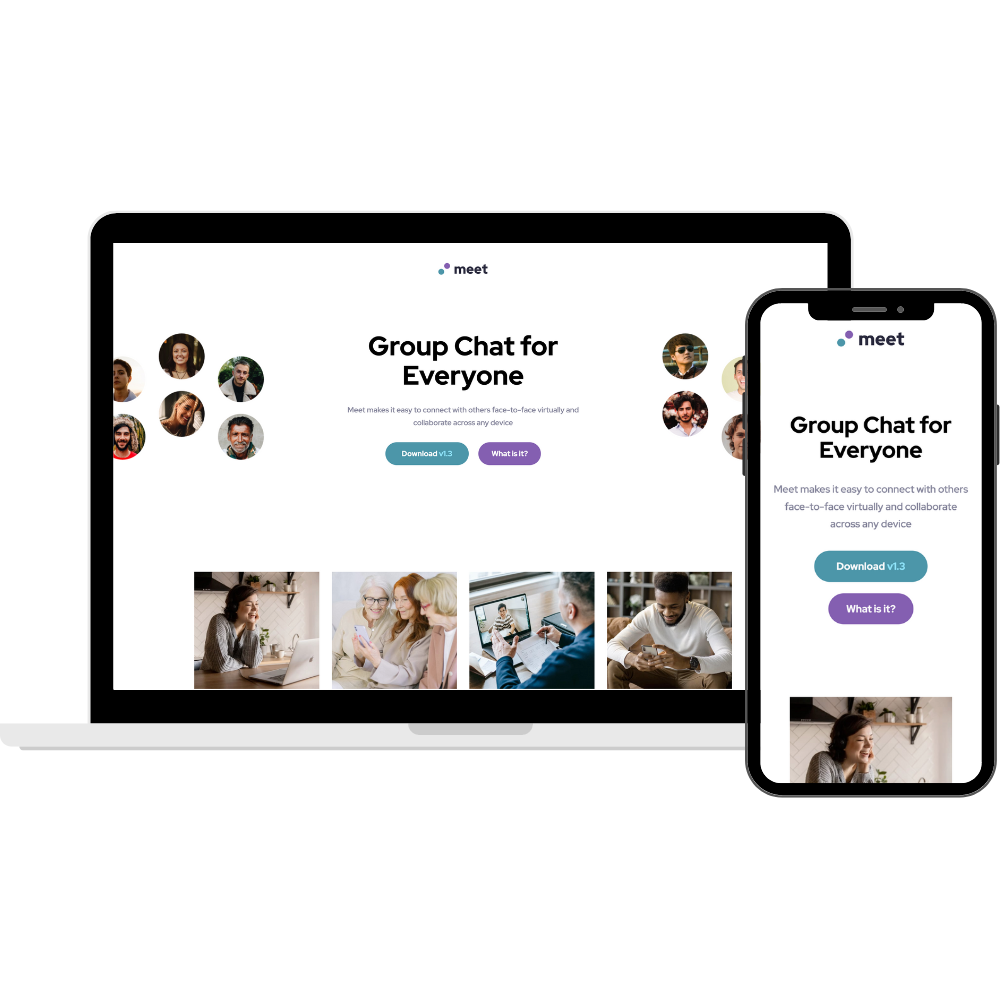 meet
Group Chat for
Everyone
Meet makes it easy to connect with others face-to-face virtually and
collaborate across any device
Download v1.3
What is it?
meet
Group Chat for
Everyone
Meet makes it easy to connect with others
face-to-face virtually and collaborate
across any device
Download v1.3
What is it?